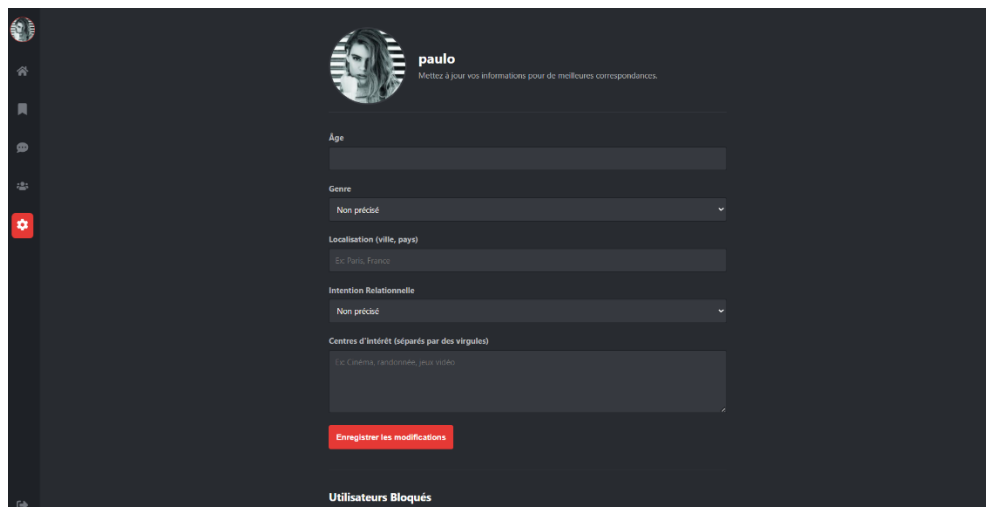 paulo
Mettez à jour vos informations pour de meilleures correspondances.
Âge
Genre
Non précisé
Localisation (ville, pays)
Ex: Paris, France
Intention Relationnelle
Non précisé
Centres d'intérêt (séparés par des virgules)
Ex: Cinéma, randonnée, jeux vidéo
Enregistrer les modifications
Utilisateurs Bloqués